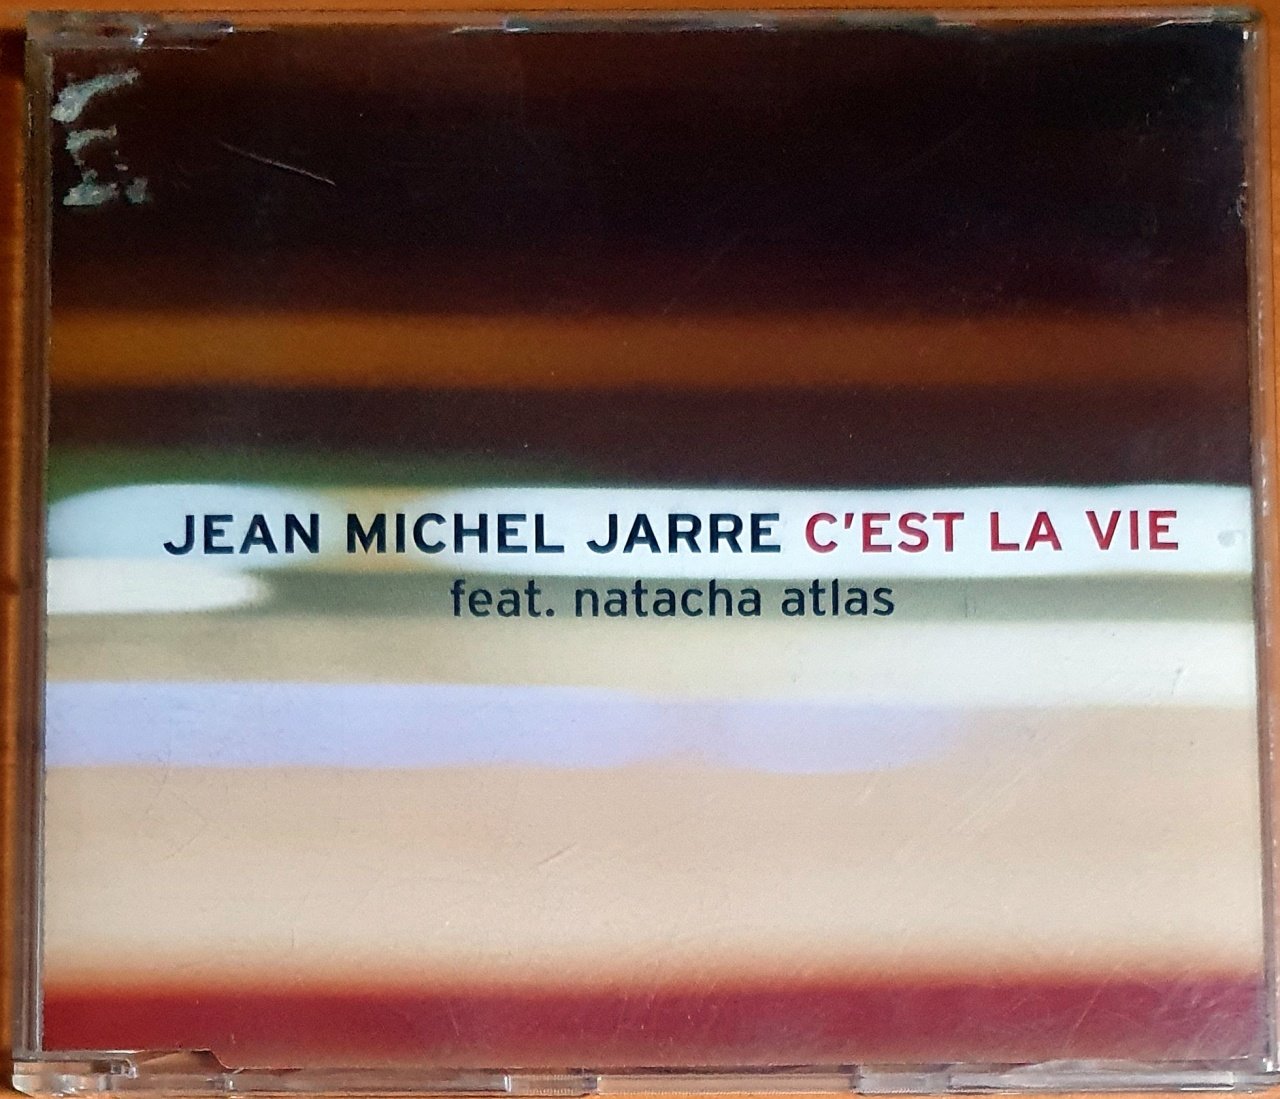 JEAN MICHEL JARRE C'EST LA VIE
feat. natacha atlas